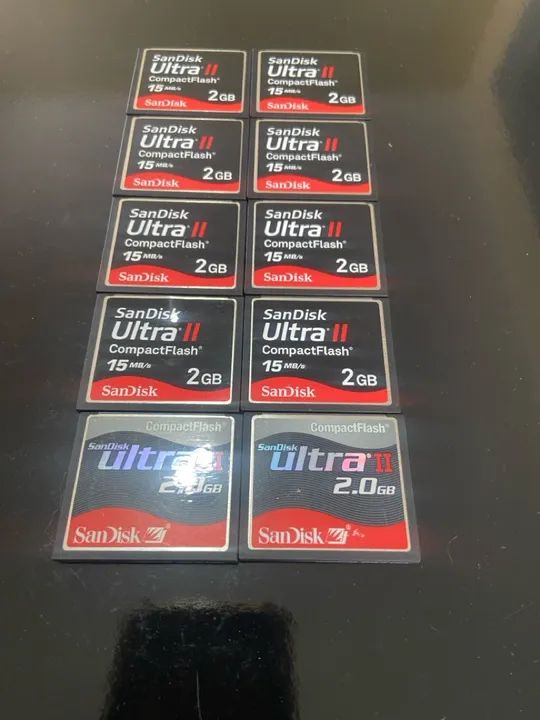 SanDisk
Ultra II
CompactFlash®
15 MB/s
2GB
SanDisk
SanDisk
Ultra II
CompactFlash®
15 MB/s
2GB
SanDisk
SanDisk
Ultra II
CompactFlash®
15 MB/s
2GB
SanDisk
SanDisk
Ultra II
CompactFlash®
15 MB/s
2GB
SanDisk
SanDisk
Ultra II
CompactFlash®
15 MB/s
2GB
SanDisk
SanDisk
Ultra II
CompactFlash®
15 MB/s
2GB
SanDisk
SanDisk
Ultra II
CompactFlash®
15 MB/s
2GB
SanDisk
SanDisk
Ultra II
CompactFlash®
15 MB/s
2GB
SanDisk
CompactFlash®
SanDisk
ultra II
2.0GB
SanDisk
CompactFlash®
SanDisk
ultra II
2.0GB
SanDisk